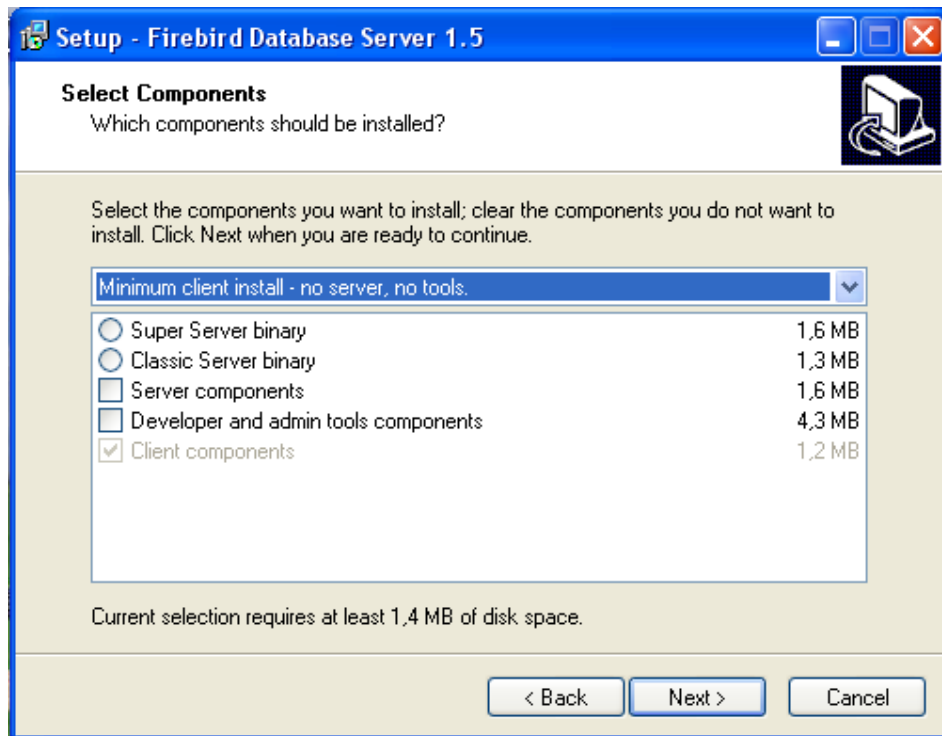 Setup - Firebird Database Server 1.5
Select Components
Which components should be installed?
Select the components you want to install; clear the components you do not want to
install. Click Next when you are ready to continue.
Minimum client install - no server, no tools.
Super Server binary 1,6 MB
Classic Server binary 1,3 MB
Server components 1,6 MB
Developer and admin tools components 4,3 MB
Client components 1,2 MB
Current selection requires at least 1,4 MB of disk space.
< Back Next > Cancel